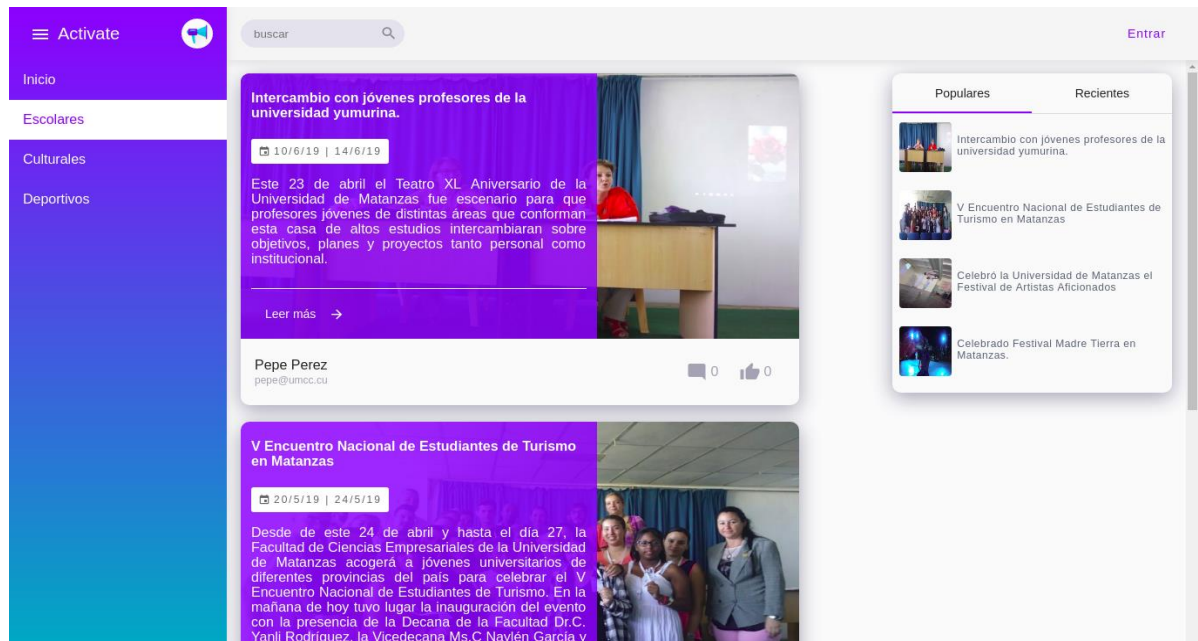 Activate
buscar
Entrar
Inicio
Escolares
Culturales
Deportivos
Intercambio con jóvenes profesores de la
universidad yumurina.
10/6/19 | 14/6/19
Este 23 de abril el Teatro XL Aniversario de la
Universidad de Matanzas fue escenario para que
profesores jóvenes de distintas áreas que conforman
esta casa de altos estudios intercambiaran sobre
objetivos, planes y proyectos tanto personal como
institucional.
Leer más
Pepe Perez
pepe@umcc.cu
0
0
V Encuentro Nacional de Estudiantes de Turismo
en Matanzas
20/5/19 | 24/5/19
Desde de este 24 de abril y hasta el día 27, la
Facultad de Ciencias Empresariales de la Universidad
de Matanzas acogerá a jóvenes universitarios de
diferentes provincias del país para celebrar el V
Encuentro Nacional de Estudiantes de Turismo. En la
mañana de hoy tuvo lugar la inauguración del evento
con la presencia de la Decana de la Facultad Dr.C.
Yanli Rodríguez, la Vicedecana Ms.C Naylén García y
Populares
Recientes
Intercambio con jóvenes profesores de la
universidad yumurina.
V Encuentro Nacional de Estudiantes de
Turismo en Matanzas
Celebró la Universidad de Matanzas el
Festival de Artistas Aficionados
Celebrado Festival Madre Tierra en
Matanzas.